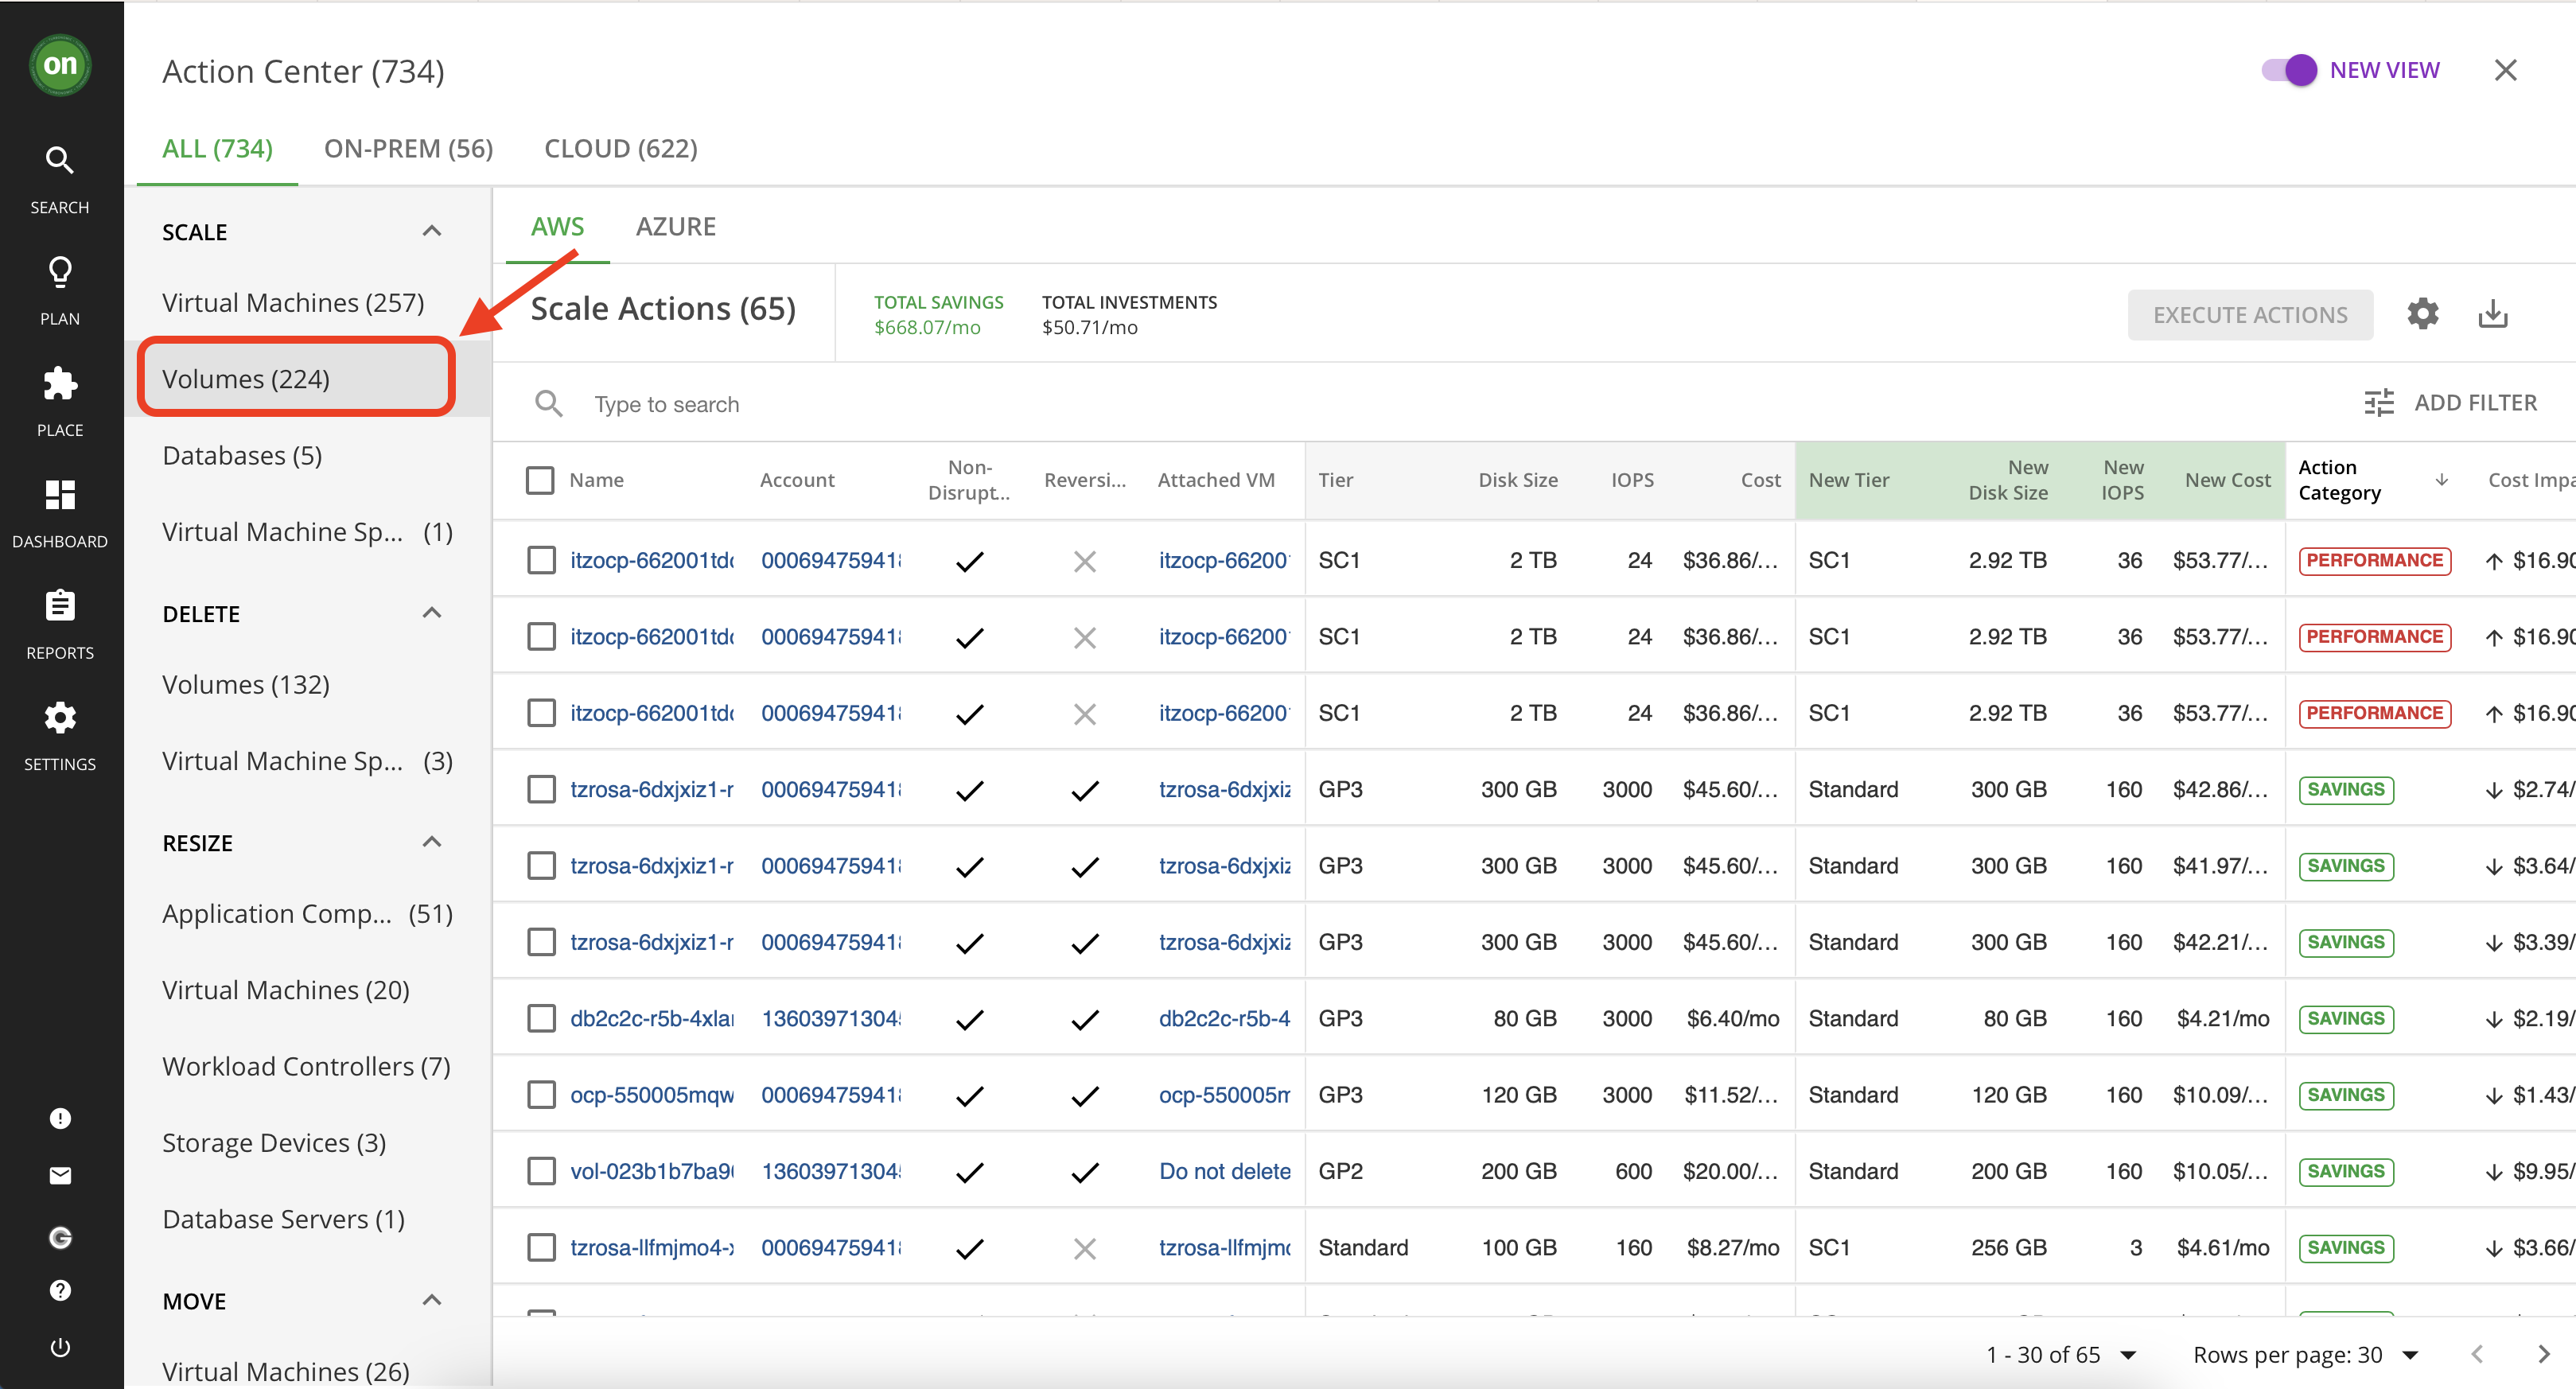 on
SEARCH
PLAN
PLACE
DASHBOARD
REPORTS
SETTINGS
Action Center (734)
NEW VIEW
ALL (734) ON-PREM (56) CLOUD (622)
SCALE
Virtual Machines (257)
Volumes (224)
Databases (5)
Virtual Machine Sp... (1)
DELETE
Volumes (132)
Virtual Machine Sp... (3)
RESIZE
Application Comp... (51)
Virtual Machines (20)
Workload Controllers (7)
Storage Devices (3)
Database Servers (1)
MOVE
Virtual Machines (26)
AWS AZURE
Scale Actions (65)
TOTAL SAVINGS
$668.07/mo
TOTAL INVESTMENTS
$50.71/mo
EXECUTE ACTIONS
Type to search
ADD FILTER
Name Account Non-Disrupt... Reversi... Attached VM Tier Disk Size IOPS Cost New Tier New Disk Size New IOPS New Cost Action Category Cost Impa
itzocp-662001tdc 000694759418 itzocp-66200 SC1 2 TB 24 $36.86/... SC1 2.92 TB 36 $53.77/... PERFORMANCE $16.90
itzocp-662001tdc 000694759418 itzocp-66200 SC1 2 TB 24 $36.86/... SC1 2.92 TB 36 $53.77/... PERFORMANCE $16.90
itzocp-662001tdc 000694759418 itzocp-66200 SC1 2 TB 24 $36.86/... SC1 2.92 TB 36 $53.77/... PERFORMANCE $16.90
tzrosa-6dxjxiz1-r 000694759418 tzrosa-6dxjxiz GP3 300 GB 3000 $45.60/... Standard 300 GB 160 $42.86/... SAVINGS $2.74/
tzrosa-6dxjxiz1-r 000694759418 tzrosa-6dxjxiz GP3 300 GB 3000 $45.60/... Standard 300 GB 160 $41.97/... SAVINGS $3.64/
tzrosa-6dxjxiz1-r 000694759418 tzrosa-6dxjxiz GP3 300 GB 3000 $45.60/... Standard 300 GB 160 $42.21/... SAVINGS $3.39/
db2c2c-r5b-4xlar 136039713045 db2c2c-r5b-4 GP3 80 GB 3000 $6.40/mo Standard 80 GB 160 $4.21/mo SAVINGS $2.19/
ocp-550005mqw 000694759418 ocp-550005m GP3 120 GB 3000 $11.52/... Standard 120 GB 160 $10.09/... SAVINGS $1.43/
vol-023b1b7ba90 136039713045 Do not delete GP2 200 GB 600 $20.00/... Standard 200 GB 160 $10.05/... SAVINGS $9.95/
tzrosa-llfmjmo4-x 000694759418 tzrosa-llfmjmo Standard 100 GB 160 $8.27/mo SC1 256 GB 3 $4.61/mo SAVINGS $3.66/
1 - 30 of 65 Rows per page: 30